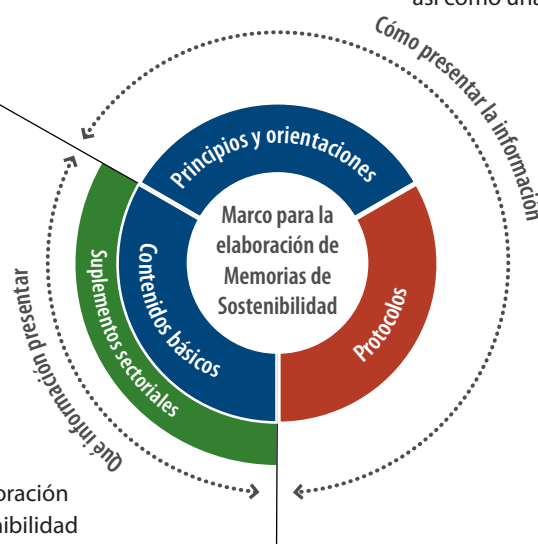 así como una
Cómo presentar la información
Principios y orientaciones
Marco para la
elaboración de
Memorias de
Sostenibilidad
Contenidos básicos
Protocolos
Suplementos sectoriales
Qué información presentar
oración
nibilidad